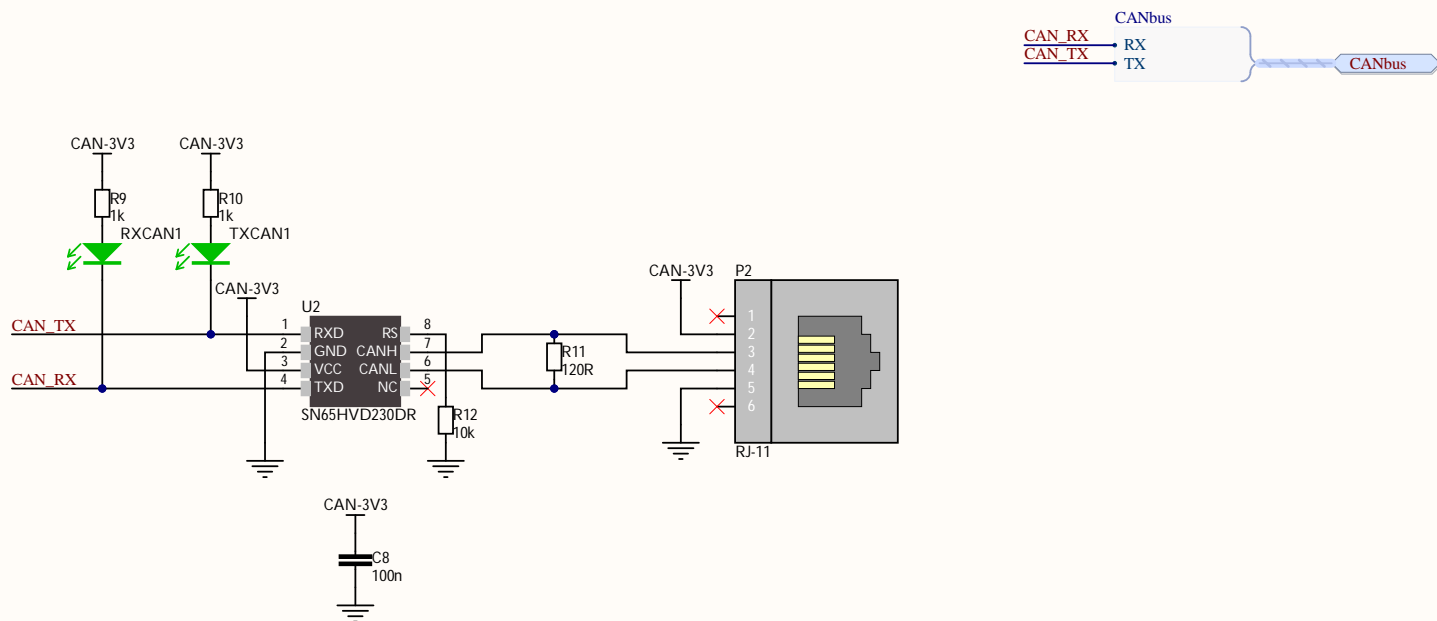 CANbus
CAN_RX
RX
CAN_TX
TX
CANbus
CAN-3V3
CAN-3V3
R9
1k
R10
1k
RXCAN1
TXCAN1
CAN-3V3
CAN-3V3
P2
U2
CAN_TX
1
RXD
RS
8
2
GND
CANH
7
3
VCC
CANL
6
CAN_RX
4
TXD
NC
5
SN65HVD230DR
R11
120R
R12
10k
1
2
3
4
5
6
RJ-11
CAN-3V3
C8
100n